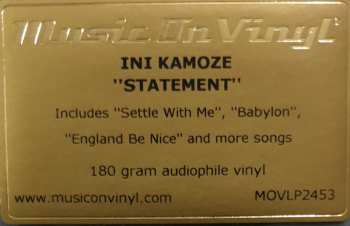 Music On Vinyl
INI KAMOZE
"STATEMENT"
Includes "Settle With Me", "Babylon",
"England Be Nice" and more songs
180 gram audiophile vinyl
www.musiconvinyl.com MOVLP2453